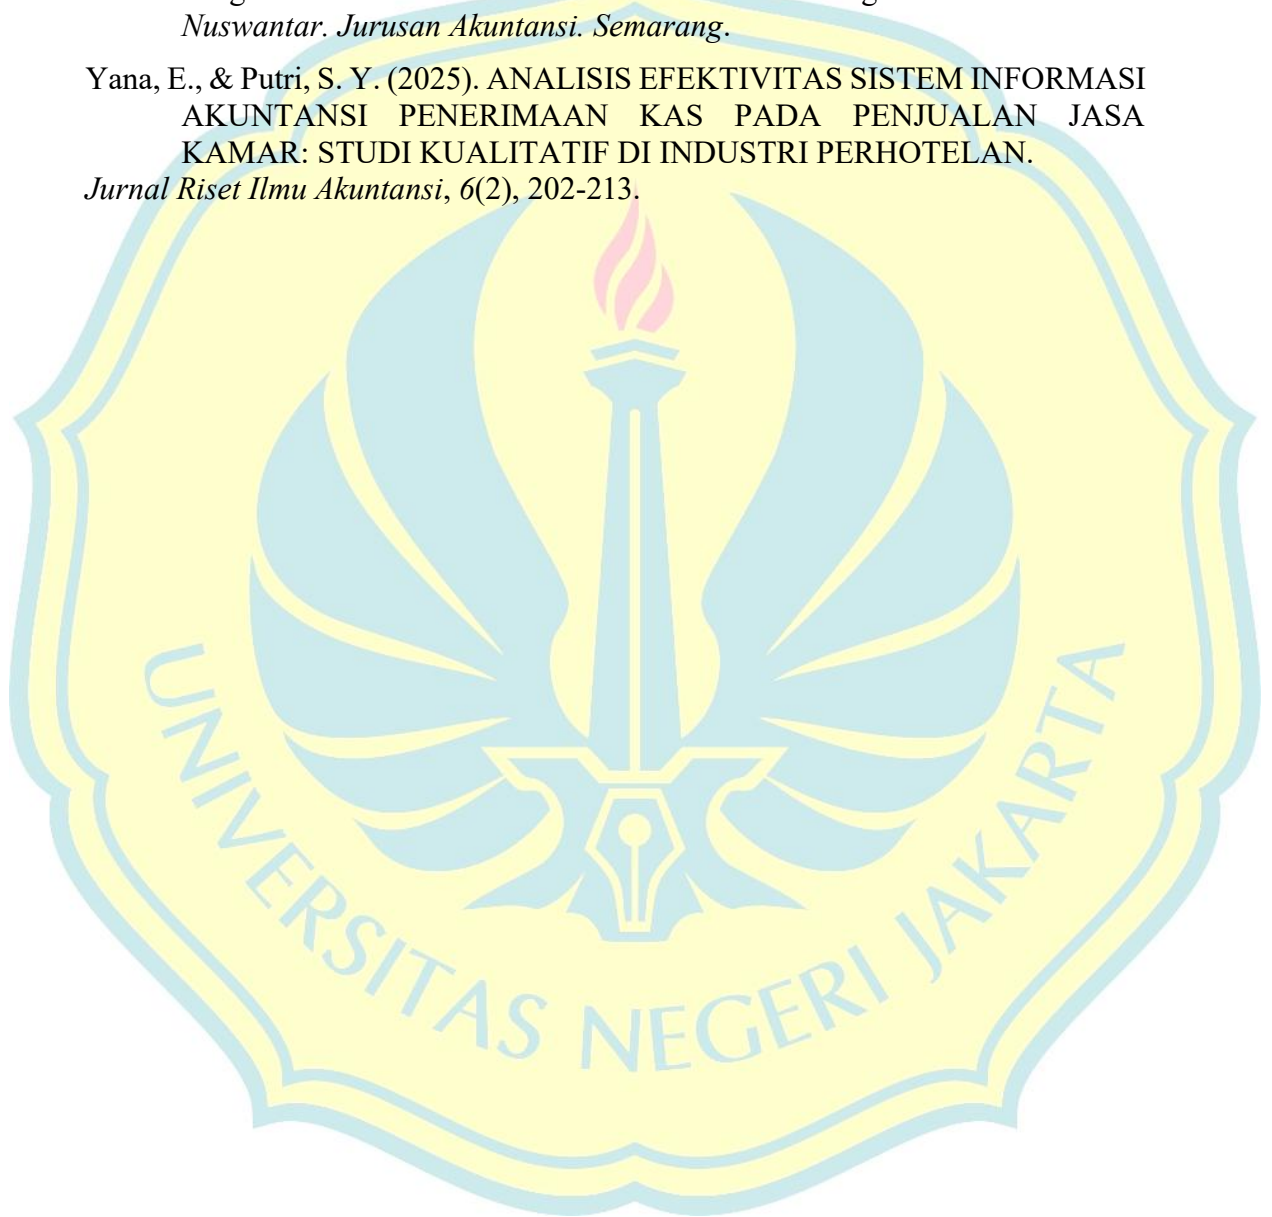 Nuswantar. Jurusan Akuntansi. Semarang.
Yana, E., & Putri, S. Y. (2025). ANALISIS EFEKTIVITAS SISTEM INFORMASI
AKUNTANSI PENERIMAAN KAS PADA PENJUALAN JASA
KAMAR: STUDI KUALITATIF DI INDUSTRI PERHOTELAN.
Jurnal Riset Ilmu Akuntansi, 6(2), 202-213.
UNIVERSITAS NEGERI JAKARTA